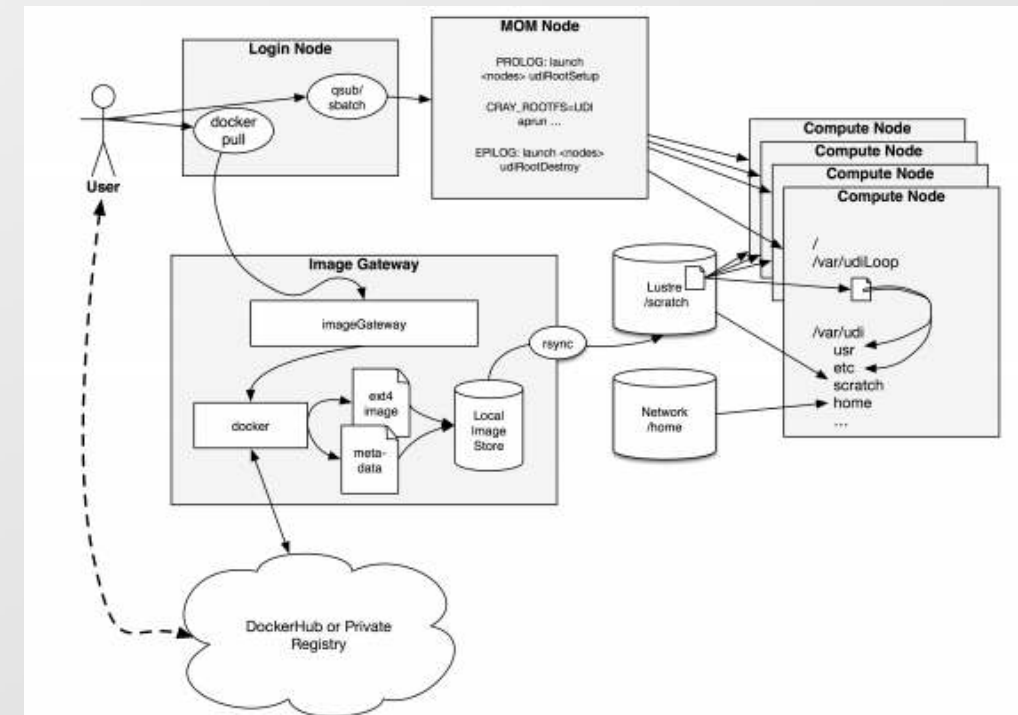 Login Node
qsub/
sbatch
docker
pull
User
MOM Node
PROLOG: launch
<nodes> udiRootSetup
CRAY_ROOTFS=UDI
aprun ...
EPILOG: launch <nodes>
udiRootDestroy
Compute Node
Compute Node
Compute Node
Compute Node
/
/var/udiLoop
/var/udi
usr
etc
scratch
home
...
Image Gateway
imageGateway
docker
ext4
image
meta-
data
Local
Image
Store
rsync
Lustre
/scratch
Network
/home
DockerHub or Private
Registry